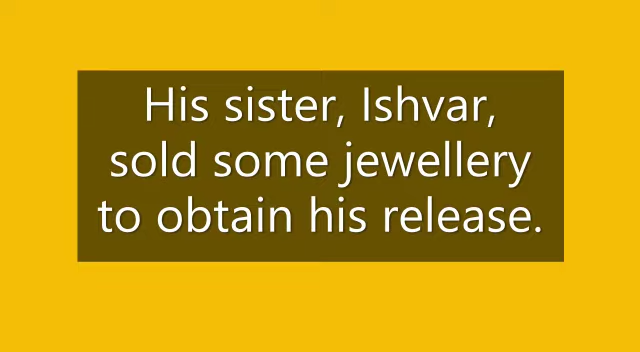 His sister, Ishvar,
sold some jewellery
to obtain his release.